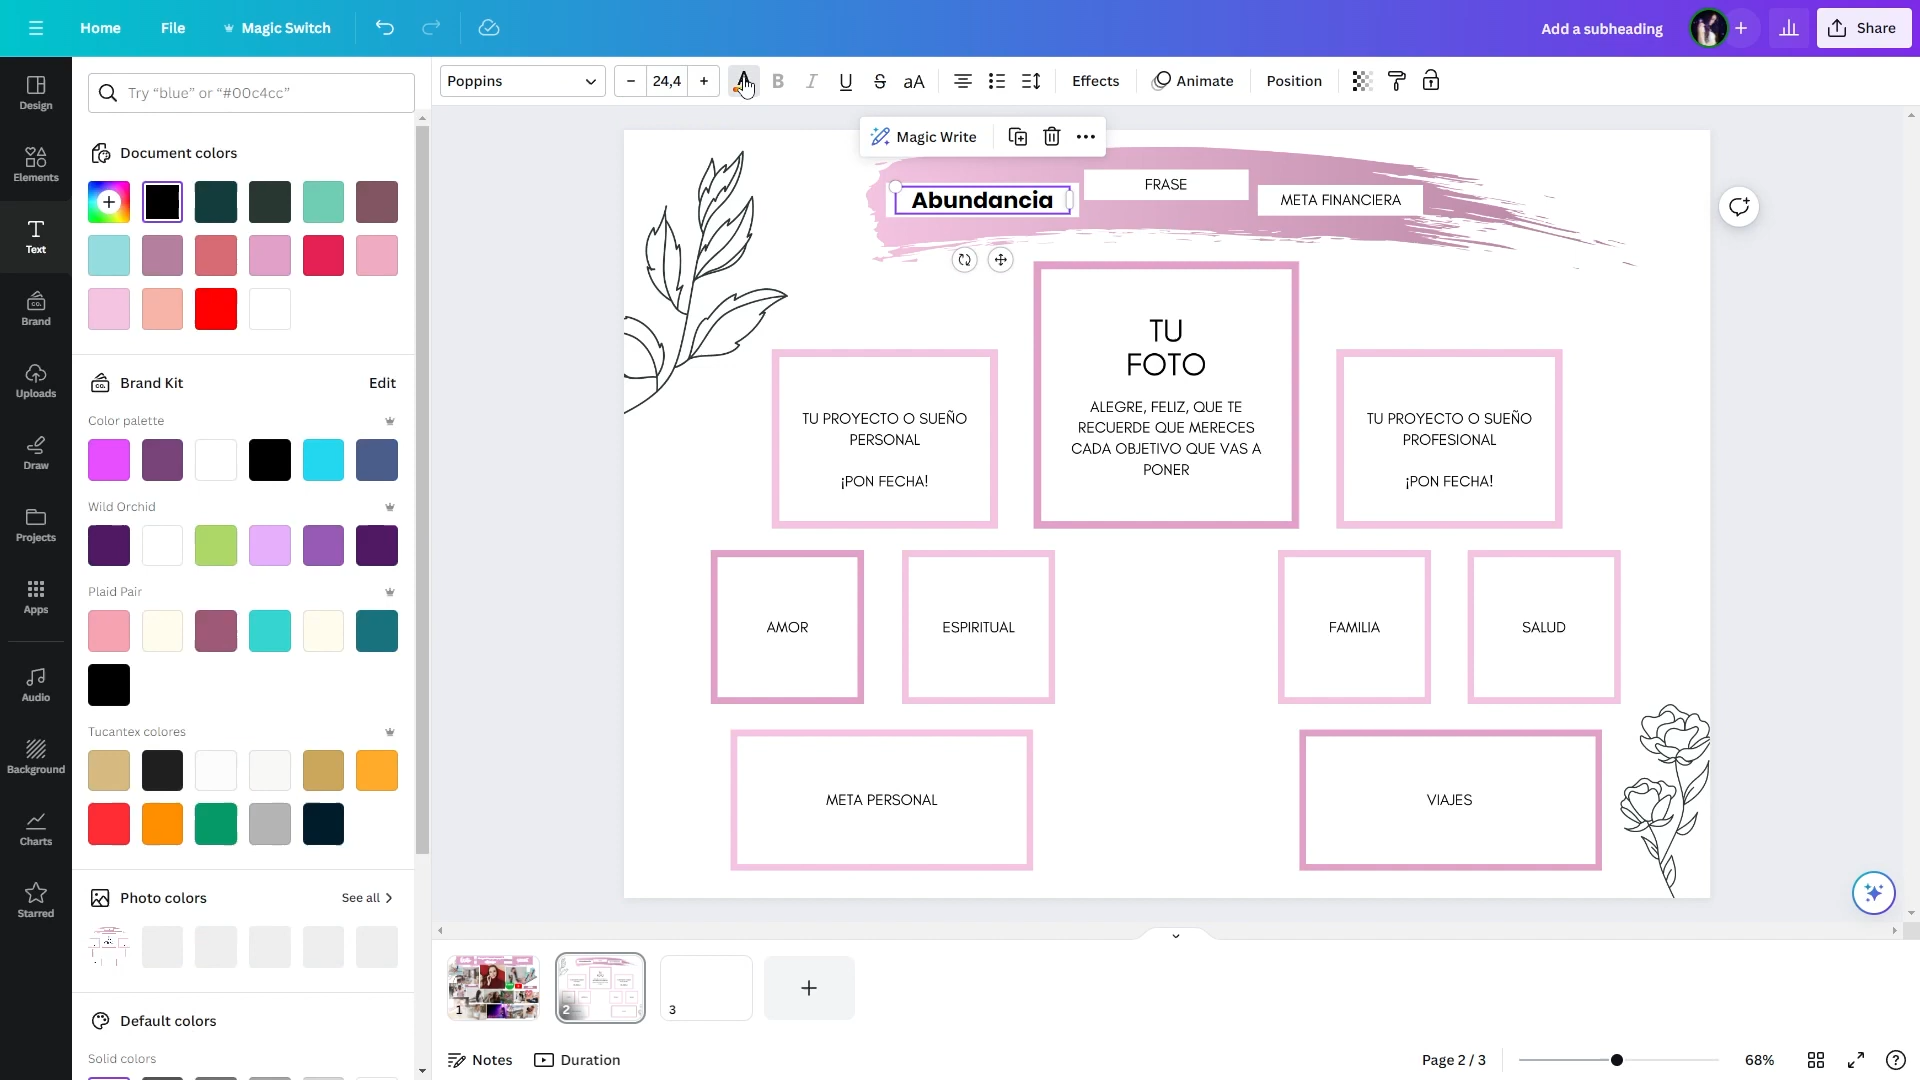 Home
File
Magic Switch
Add a subheading
Share
Design
Elements
Text
Brand
Uploads
Draw
Projects
Apps
Audio
Background
Charts
Starred
Try “blue” or “#00c4cc”
Document colors
Brand Kit
Edit
Color palette
Wild Orchid
Plaid Pair
Tucantex colores
Photo colors
See all
Default colors
Solid colors
Poppins
24,4
A
B
I
U
S
aA
Effects
Animate
Position
Magic Write
Abundancia
FRASE
META FINANCIERA
TU
FOTO
ALEGRE, FELIZ, QUE TE
RECUERDE QUE MERECES
CADA OBJETIVO QUE VAS A
PONER
TU PROYECTO O SUEÑO
PERSONAL
¡PON FECHA!
TU PROYECTO O SUEÑO
PROFESIONAL
¡PON FECHA!
AMOR
ESPIRITUAL
FAMILIA
SALUD
META PERSONAL
VIAJES
1
2
3
Notes
Duration
Page 2 / 3
68%